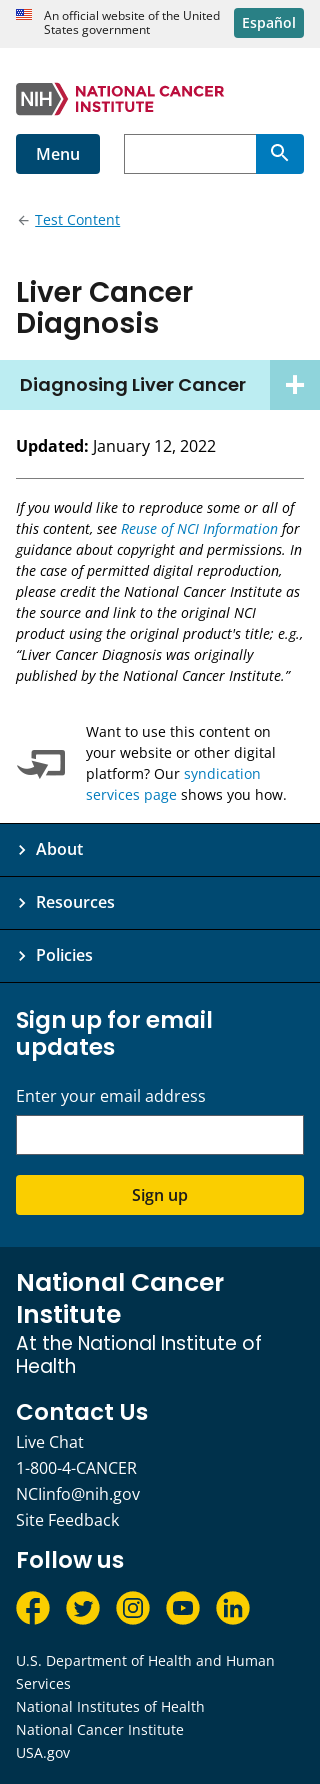 An official website of the United
States government
Español
NIH NATIONAL CANCER
INSTITUTE
Menu
← Test Content
Liver Cancer
Diagnosis
Diagnosing Liver Cancer
Updated: January 12, 2022
If you would like to reproduce some or all of
this content, see Reuse of NCI Information for
guidance about copyright and permissions. In
the case of permitted digital reproduction,
please credit the National Cancer Institute as
the source and link to the original NCI
product using the original product's title; e.g.,
“Liver Cancer Diagnosis was originally
published by the National Cancer Institute.”
Want to use this content on
your website or other digital
platform? Our syndication
services page shows you how.
About
Resources
Policies
Sign up for email
updates
Enter your email address
Sign up
National Cancer
Institute
At the National Institute of
Health
Contact Us
Live Chat
1-800-4-CANCER
NCIinfo@nih.gov
Site Feedback
Follow us
U.S. Department of Health and Human
Services
National Institutes of Health
National Cancer Institute
USA.gov